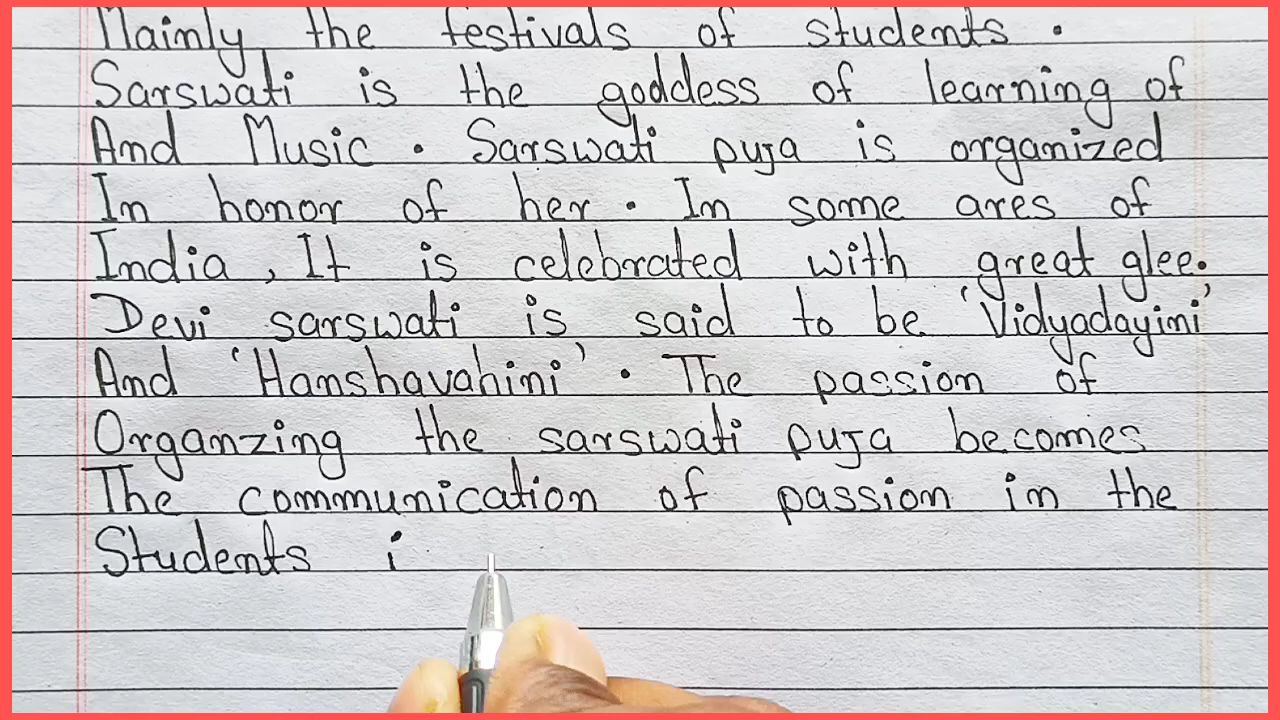 Mainly the festivals of students .
Sarswati is the goddess of learning of
And Music . Sarswati puja is organized
In honor of her . In some ares of
India , It is celebrated with great glee.
Devi sarswati is said to be 'Vidyadayini'
And 'Hanshavahini' . The passion of
Organzing the sarswati puja becomes
The communication of passion in the
Students i